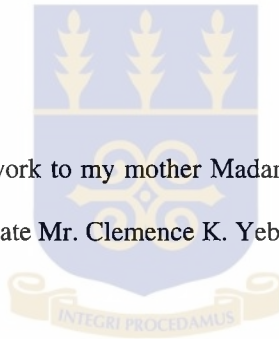 work to my mother Madam
ate Mr. Clemence K. Yeb
INTEGRI PROCEDAMUS